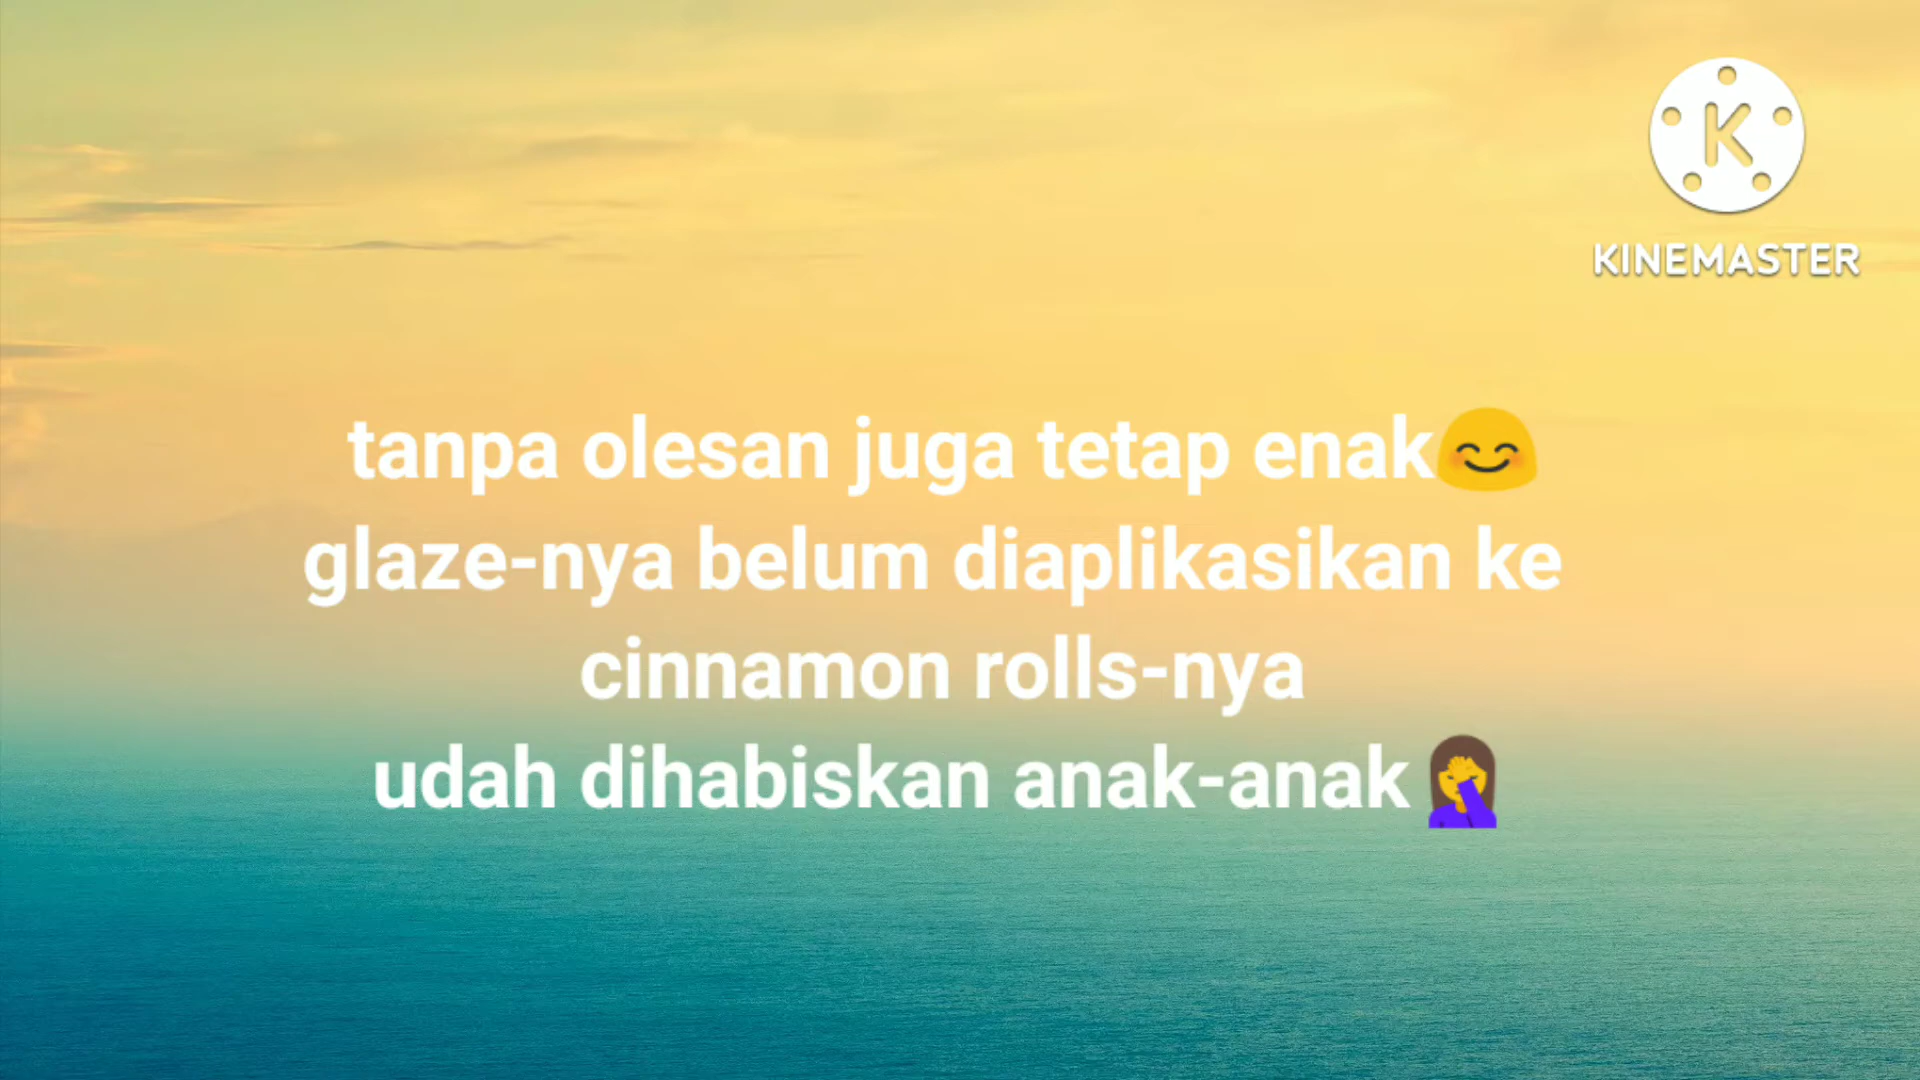 KINEMASTER
tanpa olesan juga tetap enak😊
glaze-nya belum diaplikasikan ke
cinnamon rolls-nya
udah dihabiskan anak-anak🤦‍♀️